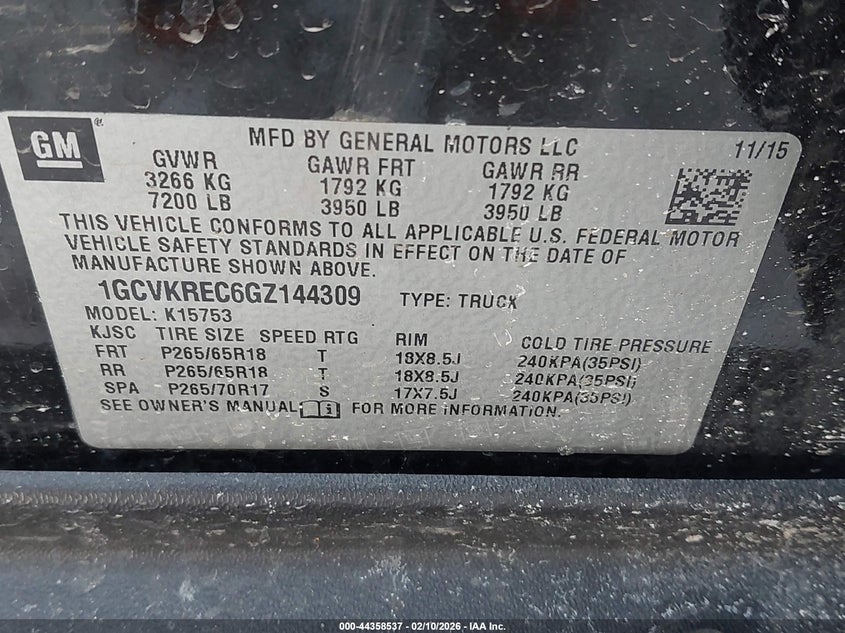 GM®
MFD BY GENERAL MOTORS LLC 11/15
GVWR GAWR FRT GAWR RR
3266 KG 1792 KG 1792 KG
7200 LB 3950 LB 3950 LB
THIS VEHICLE CONFORMS TO ALL APPLICABLE U.S. FEDERAL MOTOR
VEHICLE SAFETY STANDARDS IN EFFECT ON THE DATE OF
MANUFACTURE SHOWN ABOVE.
1GCVKREC6GZ144309 TYPE: TRUCK
MODEL: K15753
KJSC TIRE SIZE SPEED RTG RIM COLD TIRE PRESSURE
FRT P265/65R18 T 18X8.5J 240KPA(35PSI)
RR P265/65R18 T 18X8.5J 240KPA(35PSI)
SPA P265/70R17 S 17X7.5J 240KPA(35PSI)
SEE OWNER'S MANUAL FOR MORE INFORMATION.
000-44358537 - 02/10/2026 - IAA Inc.